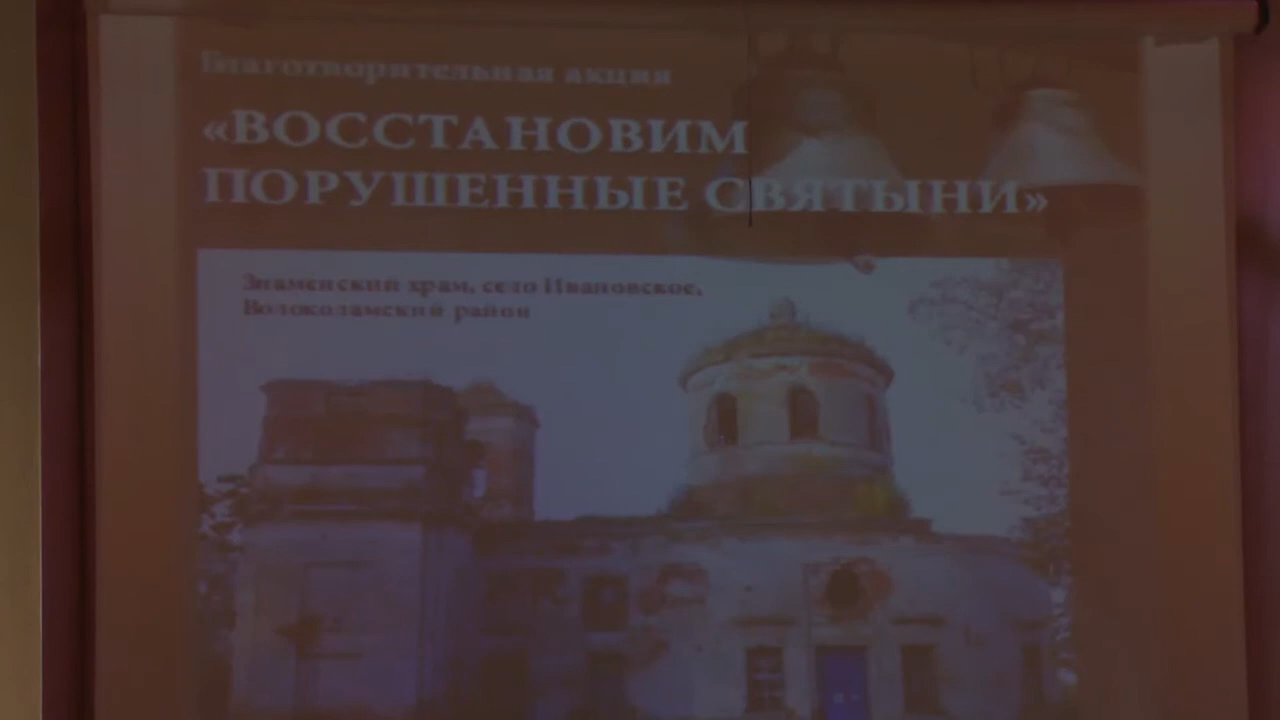 Благотворительная акция
«ВОССТАНОВИМ
ПОРУШЕННЫЕ СВЯТЫНИ»
Знаменский храм, село Ивановское,
Волоколамский район